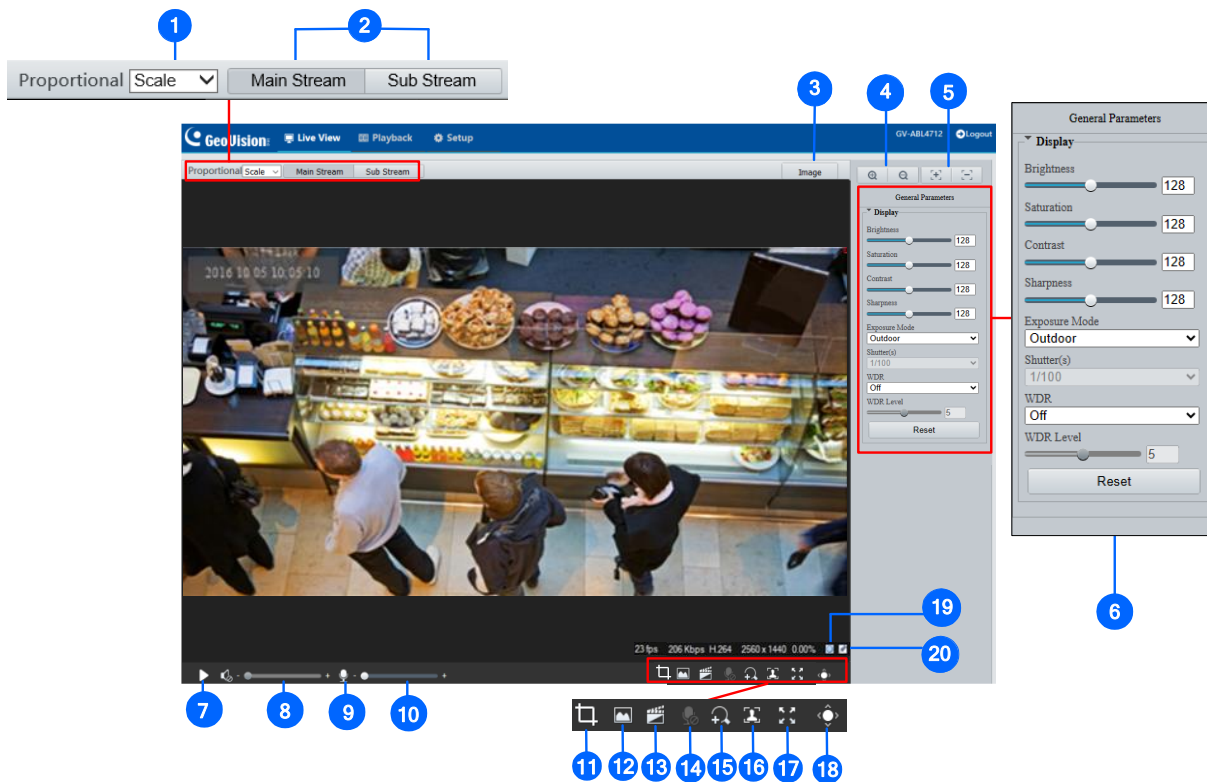 1
2
Proportional Scale Main Stream Sub Stream
3
4
5
GeoVision
Live View
Playback
Setup
GV-ABL4712
Logout
Proportional Scale Main Stream Sub Stream
Image
General Parameters
Display
Brightness
128
Saturation
128
Contrast
128
Sharpness
128
Exposure Mode
Outdoor
Shutter(s)
1/100
WDR
Off
WDR Level
5
Reset
General Parameters
Display
Brightness
128
Saturation
128
Contrast
128
Sharpness
128
Exposure Mode
Outdoor
Shutter(s)
1/100
WDR
Off
WDR Level
5
Reset
6
2016 10 05 10:05:10
19
23 fps 206 Kbps H.264 2560 x 1440 0.00%
20
- +
- +
7
8
9
10
11
12
13
14
15
16
17
18